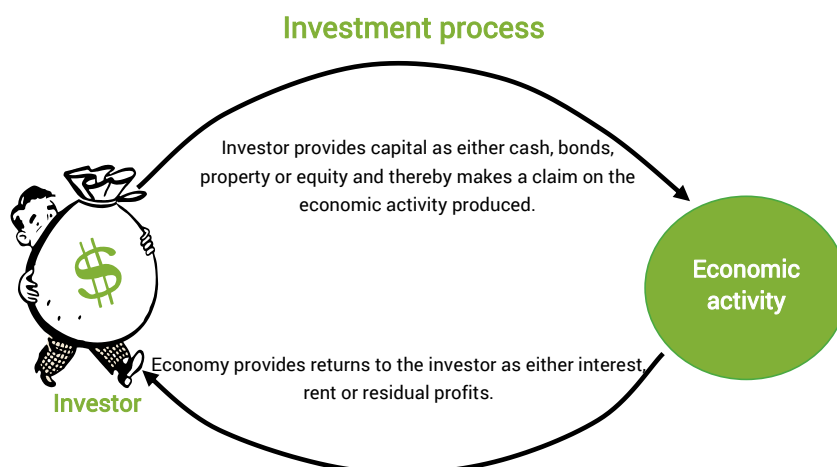 Investment process
Investor provides capital as either cash, bonds,
property or equity and thereby makes a claim on the
economic activity produced.
$
Economic
activity
Economy provides returns to the investor as either interest,
rent or residual profits.
Investor